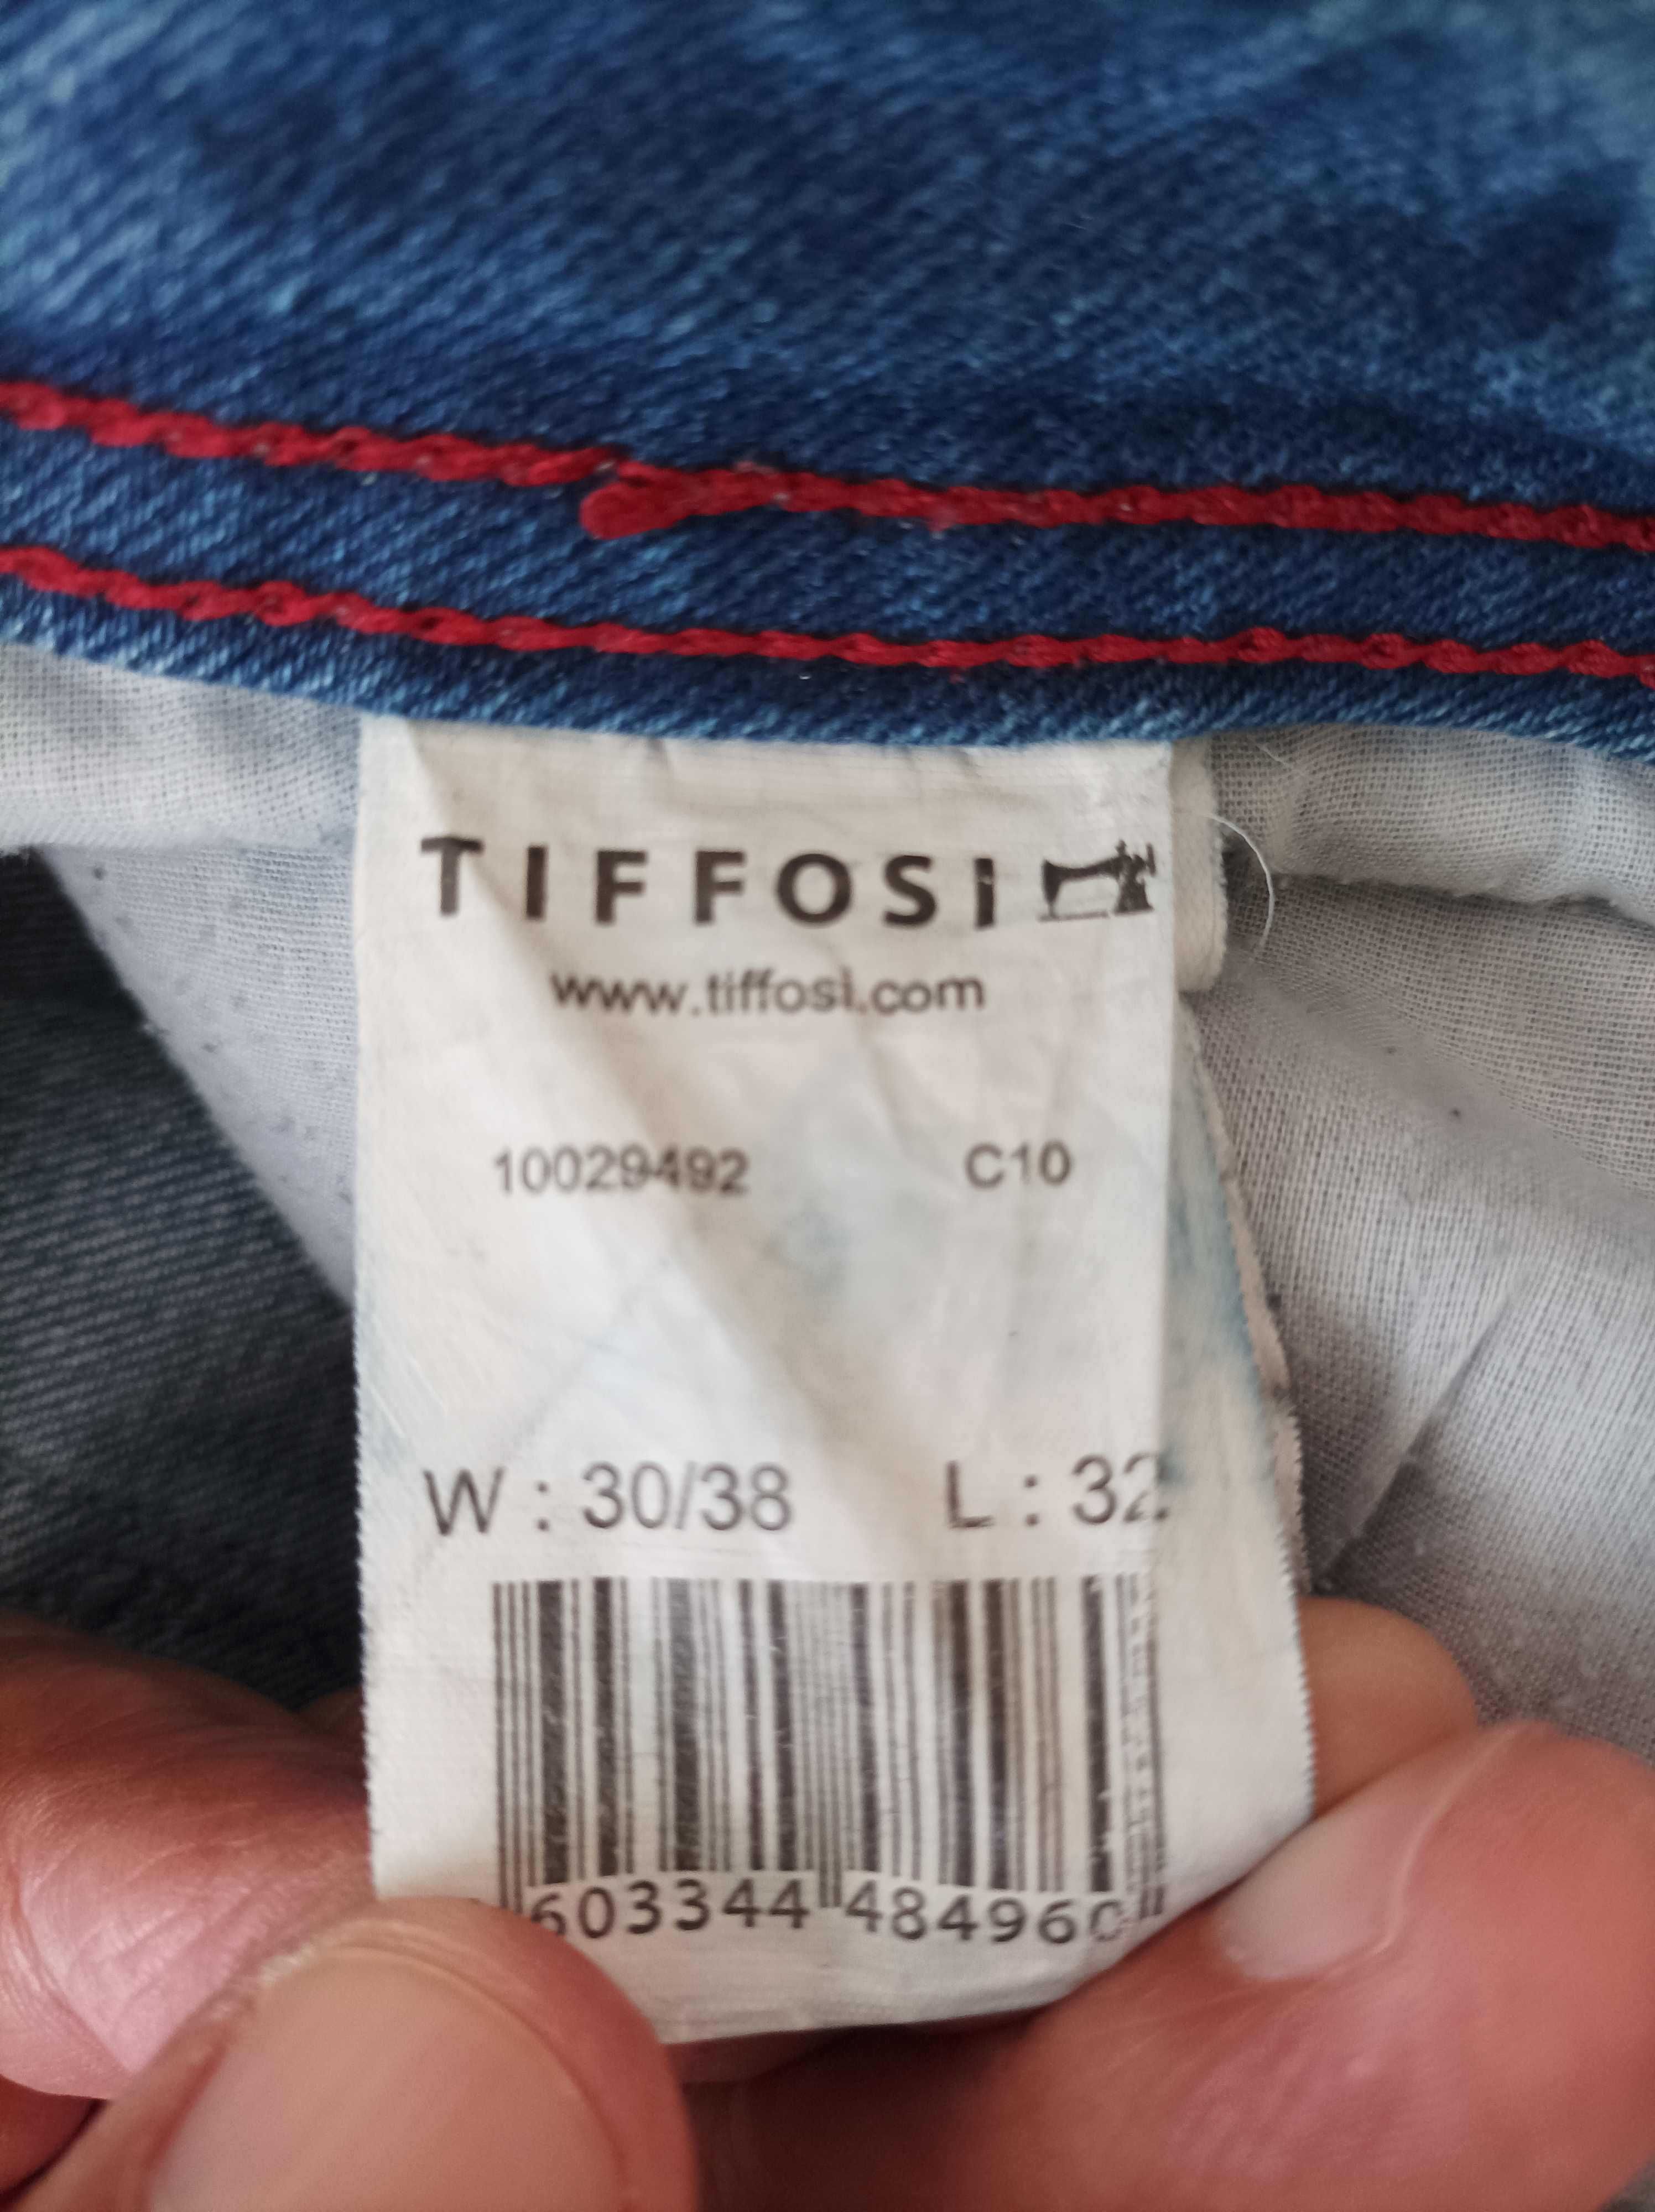 TIFFOSI
www.tiffosi.com
10029492 C10
W : 30/38 L : 32
603344 484960